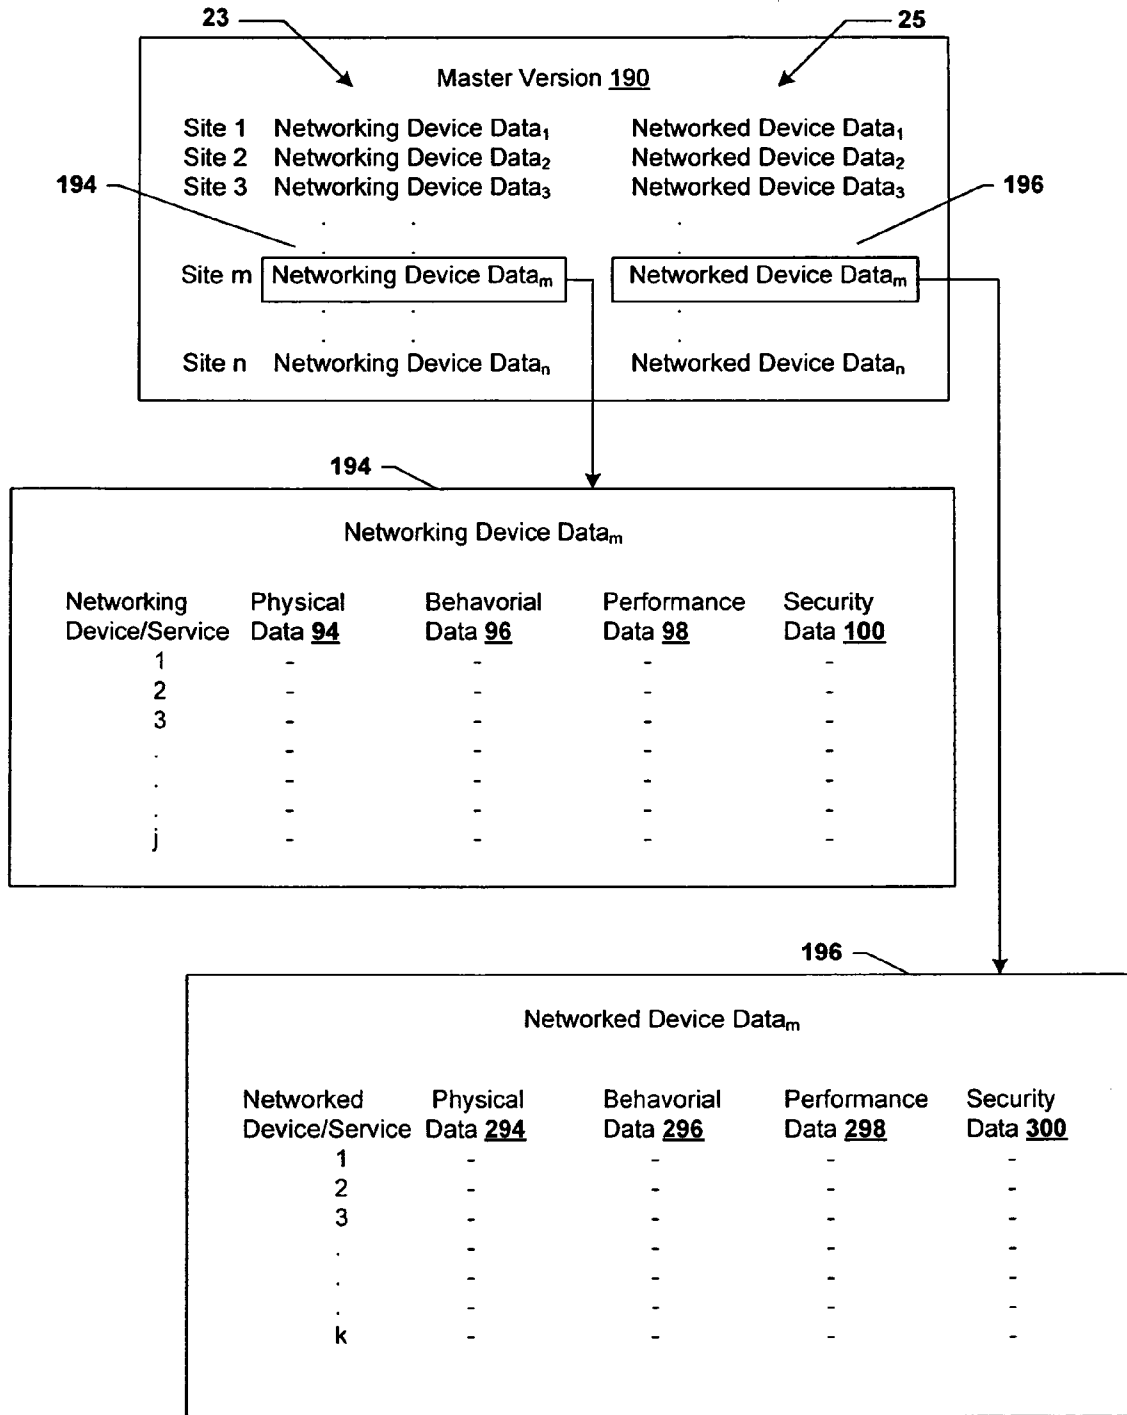 23 25
Master Version 190
Site 1 Networking Device Data1 Networked Device Data1
Site 2 Networking Device Data2 Networked Device Data2
194 Site 3 Networking Device Data3 Networked Device Data3 196
. . .
. . .
Site m Networking Device Datam Networked Device Datam
. . .
. . .
Site n Networking Device Datan Networked Device Datan
194
Networking Device Datam
Networking Physical Behavorial Performance Security
Device/Service Data 94 Data 96 Data 98 Data 100
1 - - - -
2 - - - -
3 - - - -
. - - - -
. - - - -
. - - - -
j - - - -
196
Networked Device Datam
Networked Physical Behavorial Performance Security
Device/Service Data 294 Data 296 Data 298 Data 300
1 - - - -
2 - - - -
3 - - - -
. - - - -
. - - - -
. - - - -
k - - - -